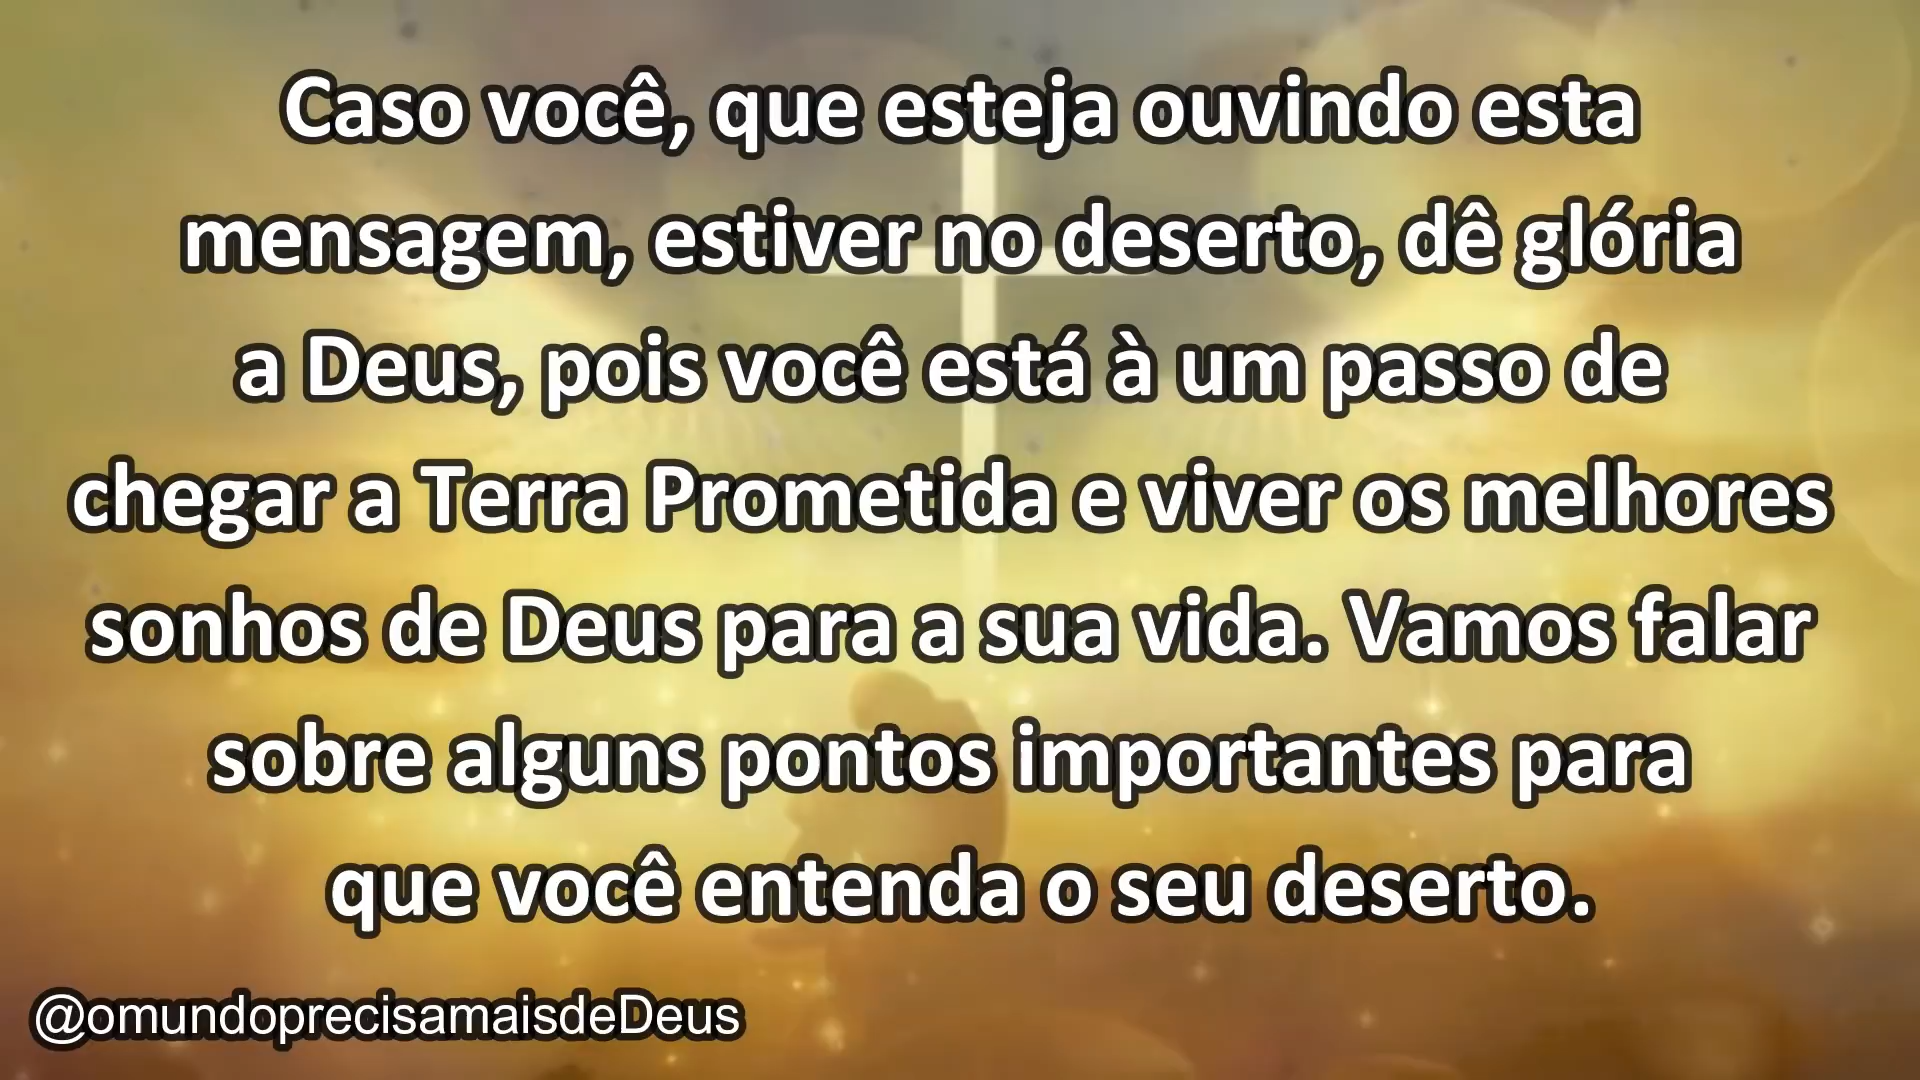 Caso você, que esteja ouvindo esta
mensagem, estiver no deserto, dê glória
a Deus, pois você está à um passo de
chegar a Terra Prometida e viver os melhores
sonhos de Deus para a sua vida. Vamos falar
sobre alguns pontos importantes para
que você entenda o seu deserto.
@omundoprecisamaisdeDeus